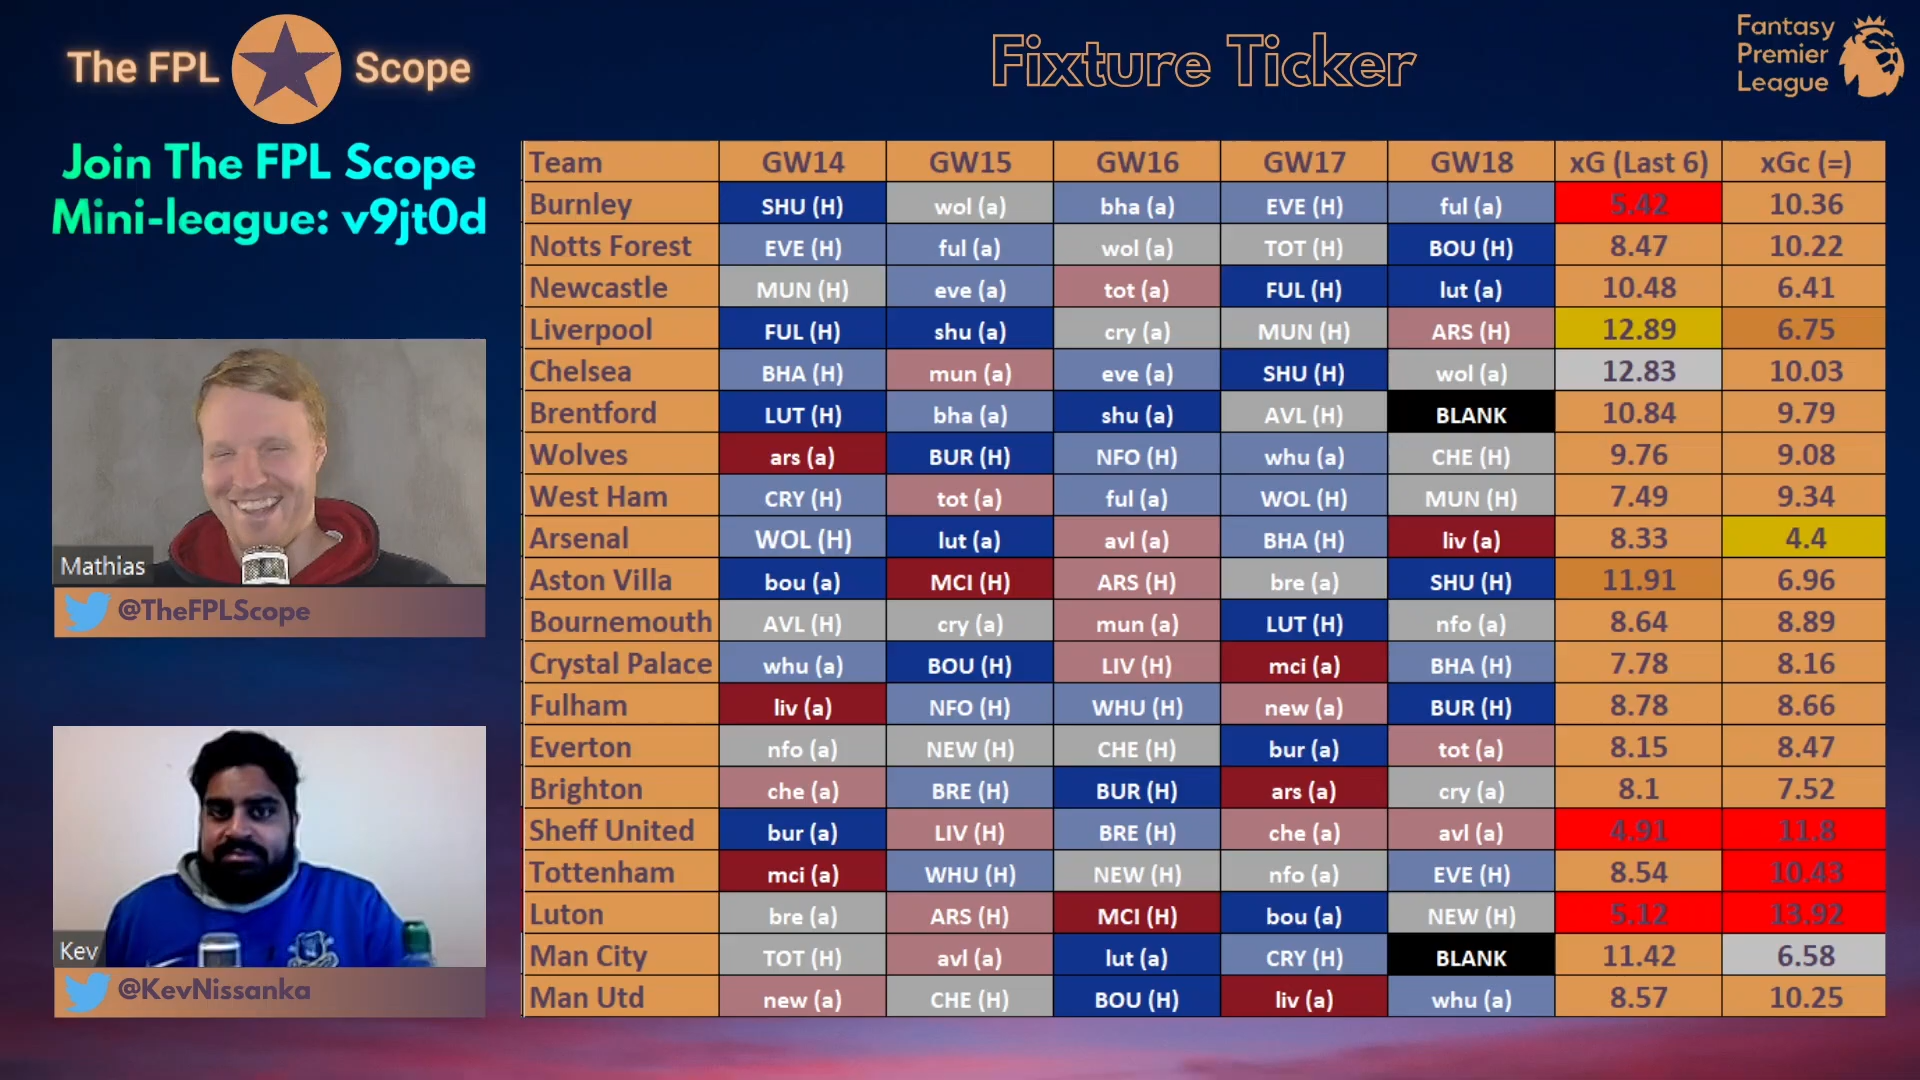 The FPL Scope
Join The FPL Scope
Mini-league: v9jt0d
Mathias
@TheFPLScope
Kev
@KevNissanka
Fixture Ticker
Fantasy
Premier
League
Team GW14 GW15 GW16 GW17 GW18 xG (Last 6) xGc (=)
Burnley SHU (H) wol (a) bha (a) EVE (H) ful (a) 5.42 10.36
Notts Forest EVE (H) ful (a) wol (a) TOT (H) BOU (H) 8.47 10.22
Newcastle MUN (H) eve (a) tot (a) FUL (H) lut (a) 10.48 6.41
Liverpool FUL (H) shu (a) cry (a) MUN (H) ARS (H) 12.89 6.75
Chelsea BHA (H) mun (a) eve (a) SHU (H) wol (a) 12.83 10.03
Brentford LUT (H) bha (a) shu (a) AVL (H) BLANK 10.84 9.79
Wolves ars (a) BUR (H) NFO (H) whu (a) CHE (H) 9.76 9.08
West Ham CRY (H) tot (a) ful (a) WOL (H) MUN (H) 7.49 9.34
Arsenal WOL (H) lut (a) avl (a) BHA (H) liv (a) 8.33 4.4
Aston Villa bou (a) MCI (H) ARS (H) bre (a) SHU (H) 11.91 6.96
Bournemouth AVL (H) cry (a) mun (a) LUT (H) nfo (a) 8.64 8.89
Crystal Palace whu (a) BOU (H) LIV (H) mci (a) BHA (H) 7.78 8.16
Fulham liv (a) NFO (H) WHU (H) new (a) BUR (H) 8.78 8.66
Everton nfo (a) NEW (H) CHE (H) bur (a) tot (a) 8.15 8.47
Brighton che (a) BRE (H) BUR (H) ars (a) cry (a) 8.1 7.52
Sheff United bur (a) LIV (H) BRE (H) che (a) avl (a) 4.91 11.8
Tottenham mci (a) WHU (H) NEW (H) nfo (a) EVE (H) 8.54 10.43
Luton bre (a) ARS (H) MCI (H) bou (a) NEW (H) 5.12 13.92
Man City TOT (H) avl (a) lut (a) CRY (H) BLANK 11.42 6.58
Man Utd new (a) CHE (H) BOU (H) liv (a) whu (a) 8.57 10.25